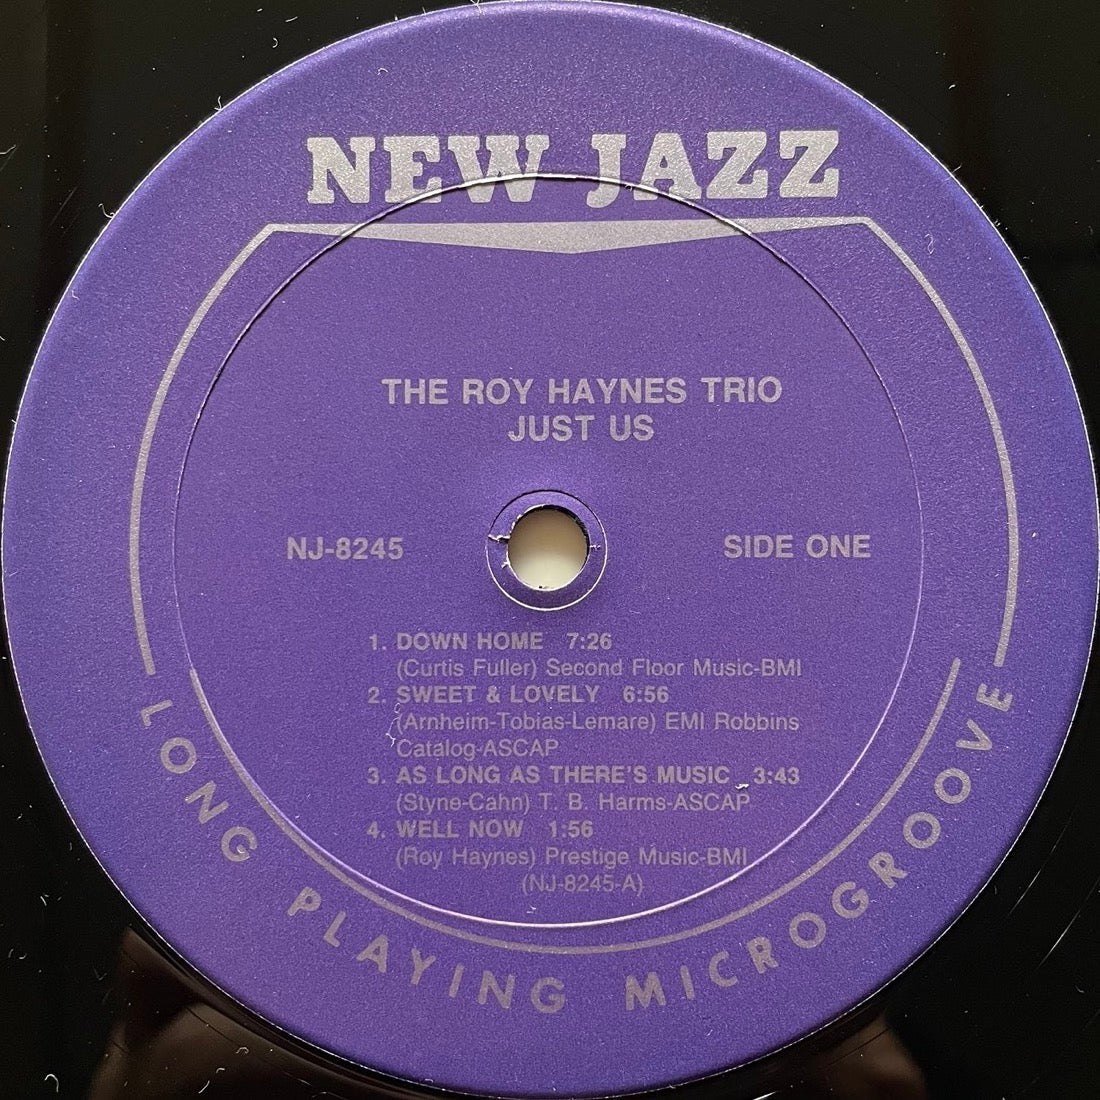 NEW JAZZ
THE ROY HAYNES TRIO
JUST US
NJ-8245
SIDE ONE
1. DOWN HOME 7:26
(Curtis Fuller) Second Floor Music-BMI
2. SWEET & LOVELY 6:56
(Arnheim-Tobias-Lemare) EMI Robbins
Catalog-ASCAP
3. AS LONG AS THERE'S MUSIC 3:43
(Styne-Cahn) T. B. Harms-ASCAP
4. WELL NOW 1:56
(Roy Haynes) Prestige Music-BMI
(NJ-8245-A)
LONG PLAYING MICROGROOVE